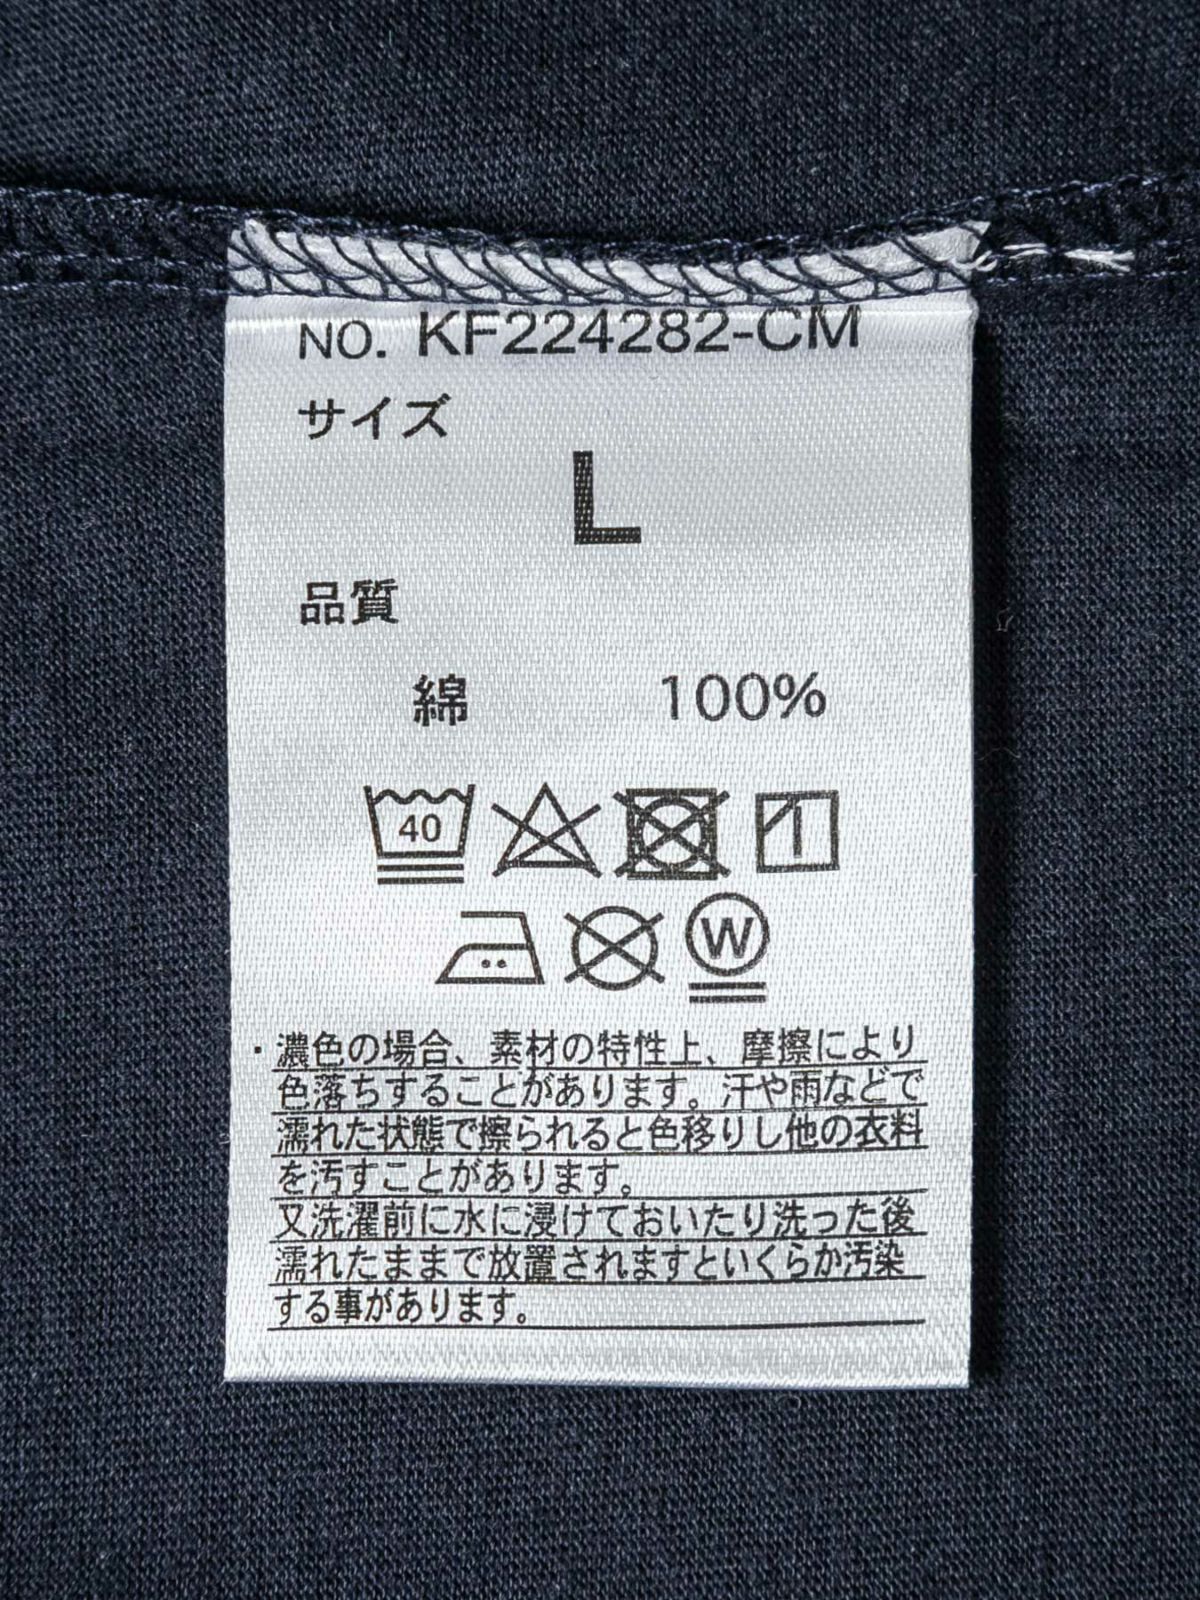 NO. KF224282-CM
サイズ
L
品質
綿 100%
40
W
・濃色の場合、素材の特性上、摩擦により
色落ちすることがあります。汗や雨などで
濡れた状態で擦られると色移りし他の衣料
を汚すことがあります。
又洗濯前に水に浸けておいたり洗った後
濡れたままで放置されますといくらか汚染
する事があります。